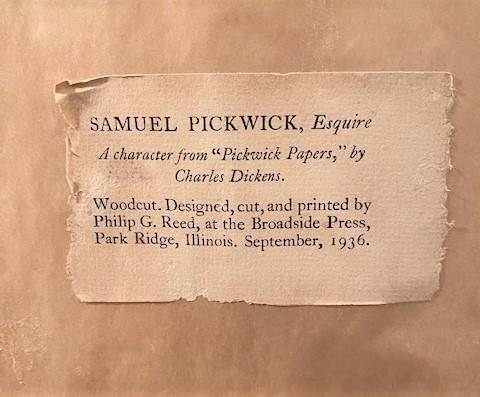 SAMUEL PICKWICK, Esquire
A character from "Pickwick Papers," by
Charles Dickens.
Woodcut. Designed, cut, and printed by
Philip G. Reed, at the Broadside Press,
Park Ridge, Illinois. September, 1936.